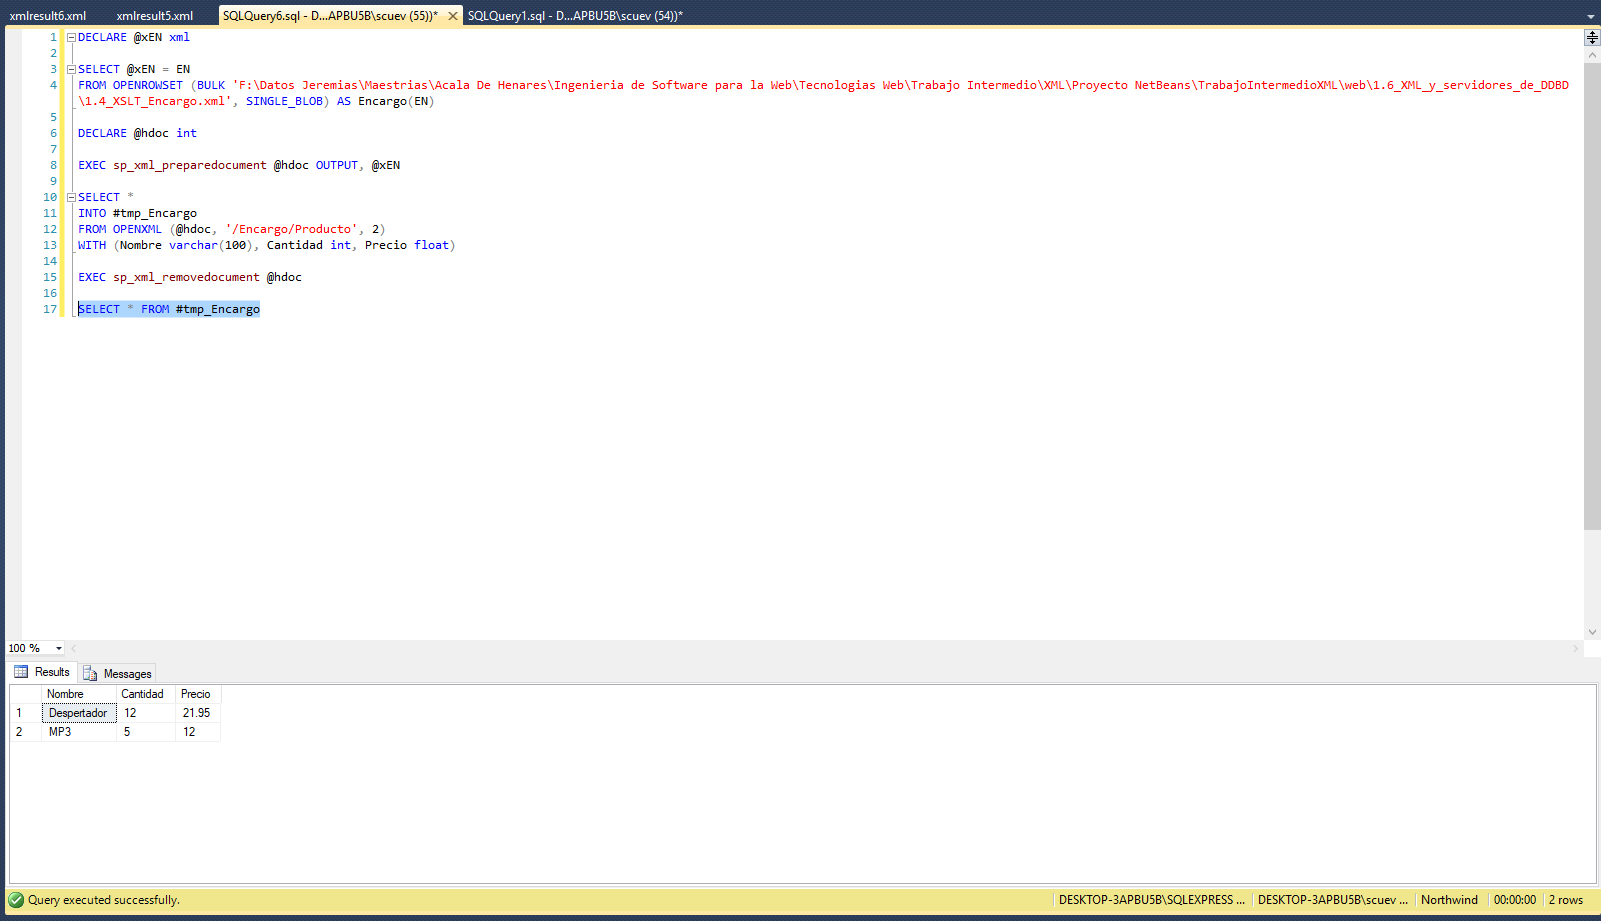 xmlresult6.xml xmlresult5.xml SQLQuery6.sql - D...APBU5B\scuev (55))* SQLQuery1.sql - D...APBU5B\scuev (54))*
1 DECLARE @xEN xml
2
3 SELECT @xEN = EN
4 FROM OPENROWSET (BULK 'F:\Datos Jeremias\Maestrias\Acala De Henares\Ingenieria de Software para la Web\Tecnologias Web\Trabajo Intermedio\XML\Proyecto NetBeans\TrabajoIntermedioXML\web\1.6_XML_y_servidores_de_DDBD
\1.4_XSLT_Encargo.xml', SINGLE_BLOB) AS Encargo(EN)
5
6 DECLARE @hdoc int
7
8 EXEC sp_xml_preparedocument @hdoc OUTPUT, @xEN
9
10 SELECT *
11 INTO #tmp_Encargo
12 FROM OPENXML (@hdoc, '/Encargo/Producto', 2)
13 WITH (Nombre varchar(100), Cantidad int, Precio float)
14
15 EXEC sp_xml_removedocument @hdoc
16
17 SELECT * FROM #tmp_Encargo
100 %
Results Messages
Nombre Cantidad Precio
1 Despertador 12 21.95
2 MP3 5 12
Query executed successfully. DESKTOP-3APBU5B\SQLEXPRESS ... DESKTOP-3APBU5B\scuev ... Northwind 00:00:00 2 rows